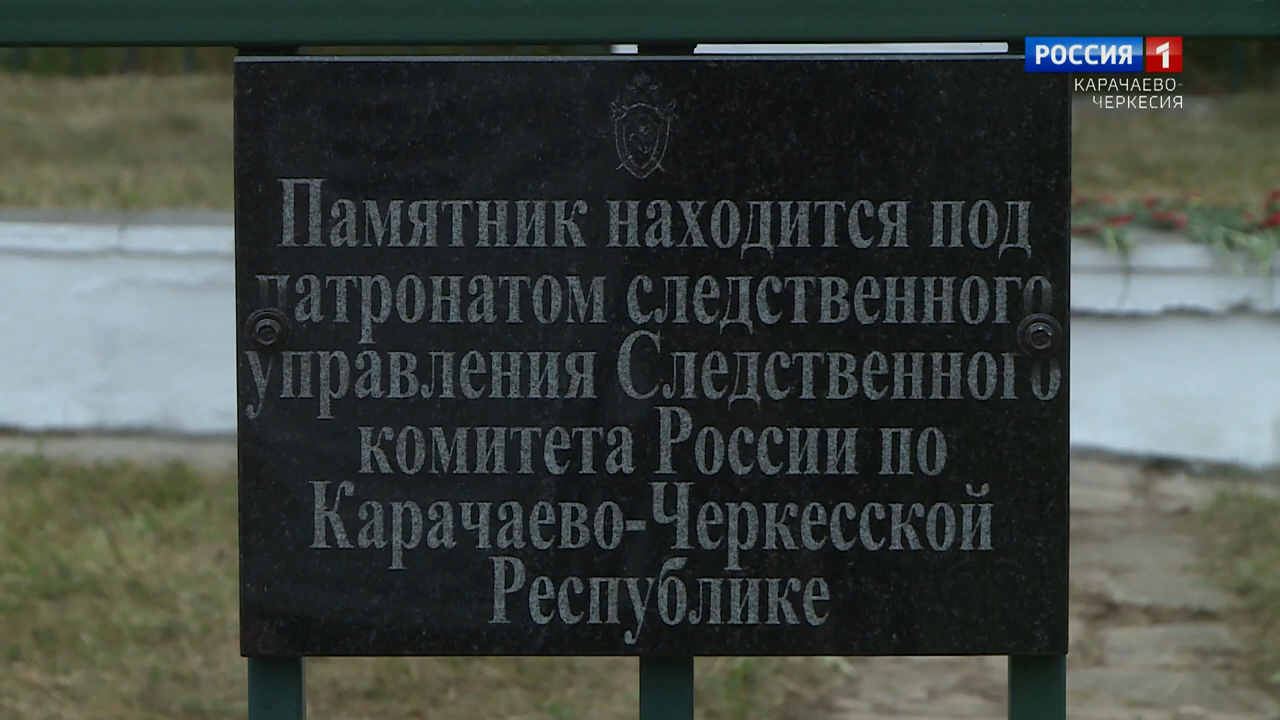 РОССИЯ 1
КАРАЧАЕВО-
ЧЕРКЕСИЯ
Памятник находится под
патронатом следственного
управления Следственного
комитета России по
Карачаево-Черкесской
Республике